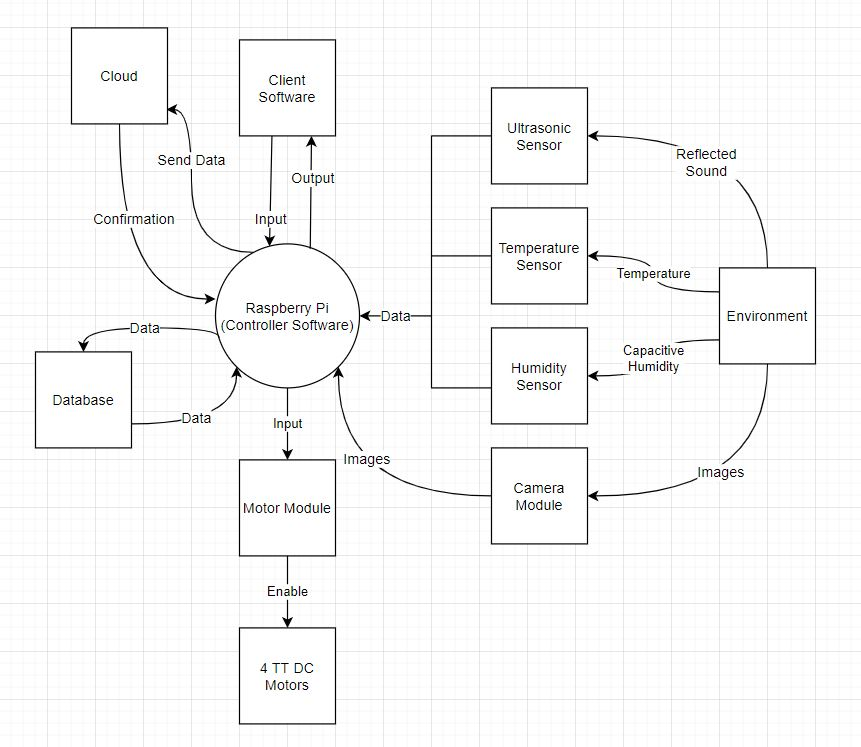 Cloud
Client
Software
Ultrasonic
Sensor
Reflected
Sound
Send Data
Output
Confirmation
Input
Temperature
Sensor
Temperature
Raspberry Pi
(Controller Software)
Data
Environment
Data
Capacitive
Humidity
Humidity
Sensor
Database
Data
Input
Images
Images
Camera
Module
Motor Module
Enable
4 TT DC
Motors